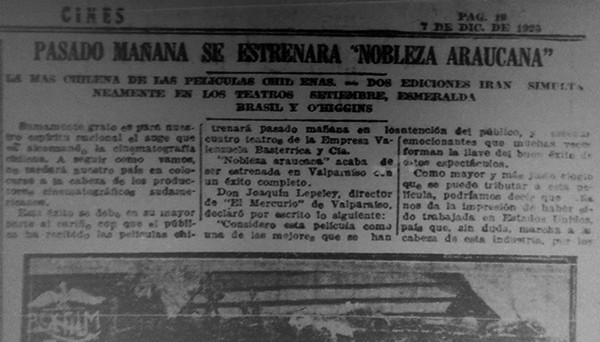 CINES
PAG. 19
7 DE DIC. DE 1925
PASADO MAÑANA SE ESTRENARA "NOBLEZA ARAUCANA"
LA MAS CHILENA DE LAS PELICULAS CHILENAS. — DOS EDICIONES IRAN SIMULTA
NEAMENTE EN LOS TEATROS SETIEMBRE, ESMERALDA
BRASIL Y O'HIGGINS
Sumamente grato es para nues-
tro espíritu nacional el auge que
va alcanzando, la cinematografía
chilena. A seguir como vamos,
no tardará nuestro país en colo-
carse a la cabeza de los produc-
tores cinematográficos sudame-
ricanos.
Este éxito se debe en su mayor
parte al cariño con que el públi-
co ha recibido las películas chi-
trenará pasado mañana en los
cuatro teatros de la Empresa Va-
lenzuela Basterrica y Cía.
"Nobleza araucana" acaba de
ser estrenada en Valparaíso con
un éxito completo.
Don Joaquín Lepeley, director
de "El Mercurio" de Valparaíso,
declaró por escrito lo siguiente:
"Considero esta película como
una de las mejores que se han
atención del público, y
emocionantes que muchas veces
forman la llave del buen éxito de
estos espectáculos.
Como mayor y más justo elogio
que se puede tributar a esta pe-
lícula, podríamos decir que
nos da la impresión de haber si-
do trabajada en Estados Unidos,
país que, sin duda, marcha a la
cabeza de esta industria, por los